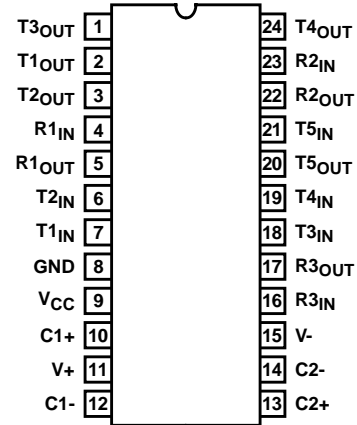 T3OUT 1 24 T4OUT
T1OUT 2 23 R2IN
T2OUT 3 22 R2OUT
R1IN 4 21 T5IN
R1OUT 5 20 T5OUT
T2IN 6 19 T4IN
T1IN 7 18 T3IN
GND 8 17 R3OUT
VCC 9 16 R3IN
C1+ 10 15 V-
V+ 11 14 C2-
C1- 12 13 C2+